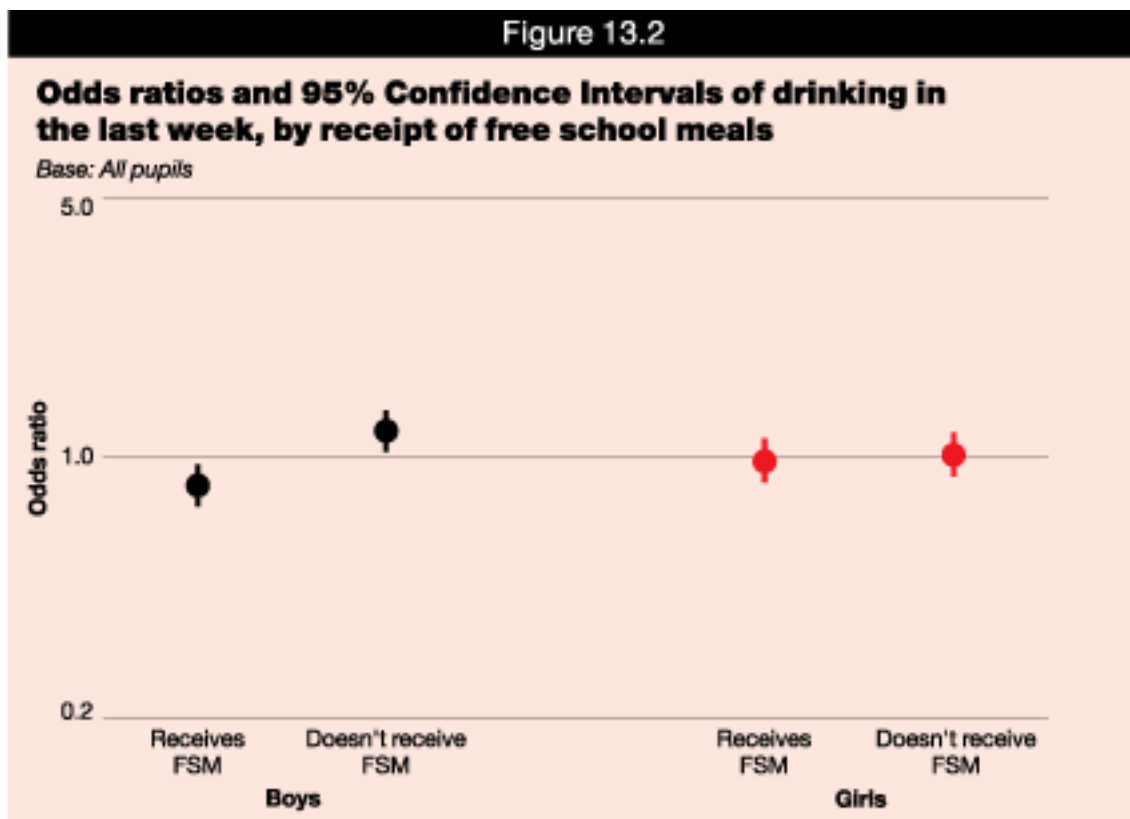 Figure 13.2
Odds ratios and 95% Confidence Intervals of drinking in
the last week, by receipt of free school meals
Base: All pupils
5.0
Odds ratio
1.0
0.2
Receives
FSM
Doesn't receive
FSM
Boys
Receives
FSM
Doesn't receive
FSM
Girls